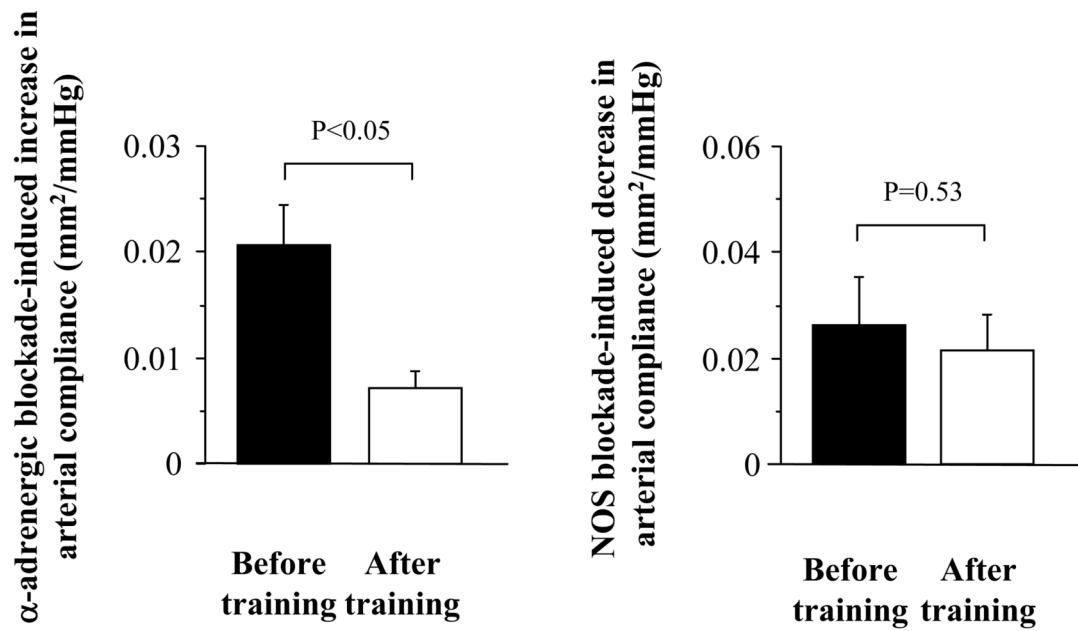 α-adrenergic blockade-induced increase in
arterial compliance (mm²/mmHg)
P<0.05
0.03
0.02
0.01
0
Before
training
After
training
NOS blockade-induced decrease in
arterial compliance (mm²/mmHg)
P=0.53
0.06
0.04
0.02
0
Before
training
After
training